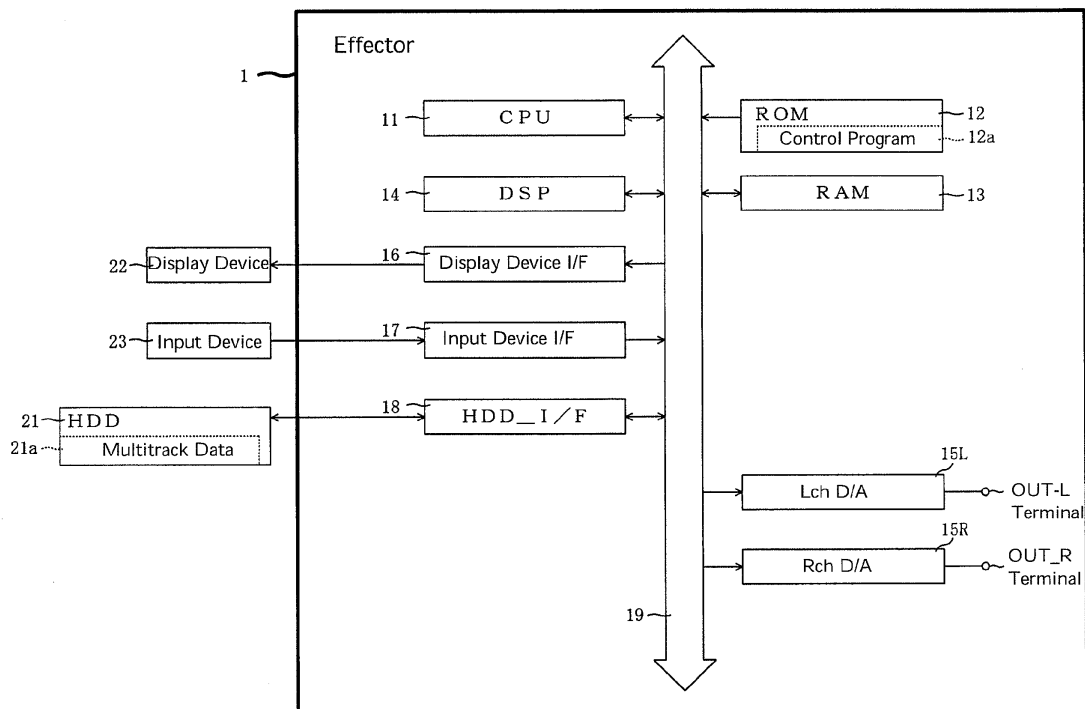 Effector
1
11
CPU
ROM
12
Control Program
12a
14
DSP
RAM
13
22
Display Device
16
Display Device I/F
23
Input Device
17
Input Device I/F
21
HDD
21a
Multitrack Data
18
HDD_I/F
15L
Lch D/A
OUT-L
Terminal
15R
Rch D/A
OUT_R
Terminal
19